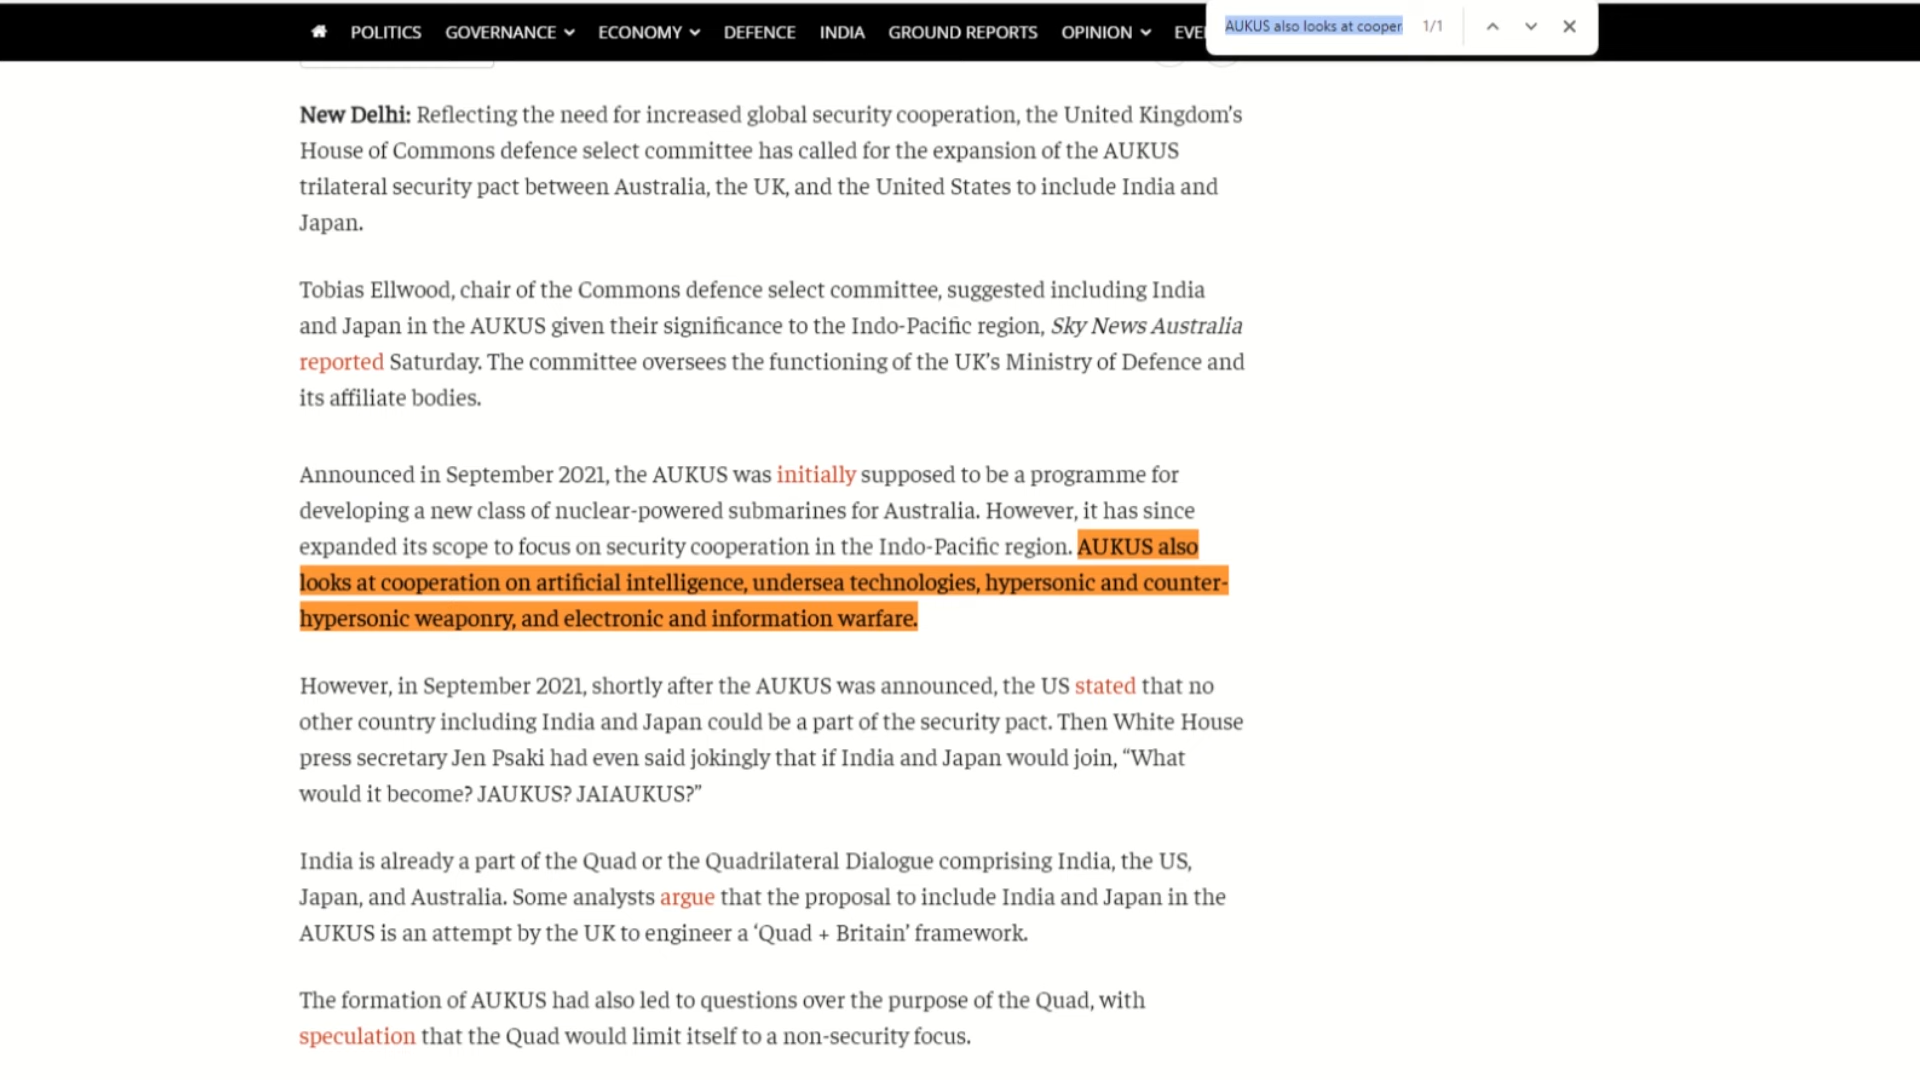 POLITICS GOVERNANCE ECONOMY DEFENCE INDIA GROUND REPORTS OPINION EVE
AUKUS also looks at cooper 1/1
New Delhi: Reflecting the need for increased global security cooperation, the United Kingdom's
House of Commons defence select committee has called for the expansion of the AUKUS
trilateral security pact between Australia, the UK, and the United States to include India and
Japan.
Tobias Ellwood, chair of the Commons defence select committee, suggested including India
and Japan in the AUKUS given their significance to the Indo-Pacific region, Sky News Australia
reported Saturday. The committee oversees the functioning of the UK's Ministry of Defence and
its affiliate bodies.
Announced in September 2021, the AUKUS was initially supposed to be a programme for
developing a new class of nuclear-powered submarines for Australia. However, it has since
expanded its scope to focus on security cooperation in the Indo-Pacific region. AUKUS also
looks at cooperation on artificial intelligence, undersea technologies, hypersonic and counter-
hypersonic weaponry, and electronic and information warfare.
However, in September 2021, shortly after the AUKUS was announced, the US stated that no
other country including India and Japan could be a part of the security pact. Then White House
press secretary Jen Psaki had even said jokingly that if India and Japan would join, “What
would it become? JAUKUS? JAIAUKUS?”
India is already a part of the Quad or the Quadrilateral Dialogue comprising India, the US,
Japan, and Australia. Some analysts argue that the proposal to include India and Japan in the
AUKUS is an attempt by the UK to engineer a ‘Quad + Britain’ framework.
The formation of AUKUS had also led to questions over the purpose of the Quad, with
speculation that the Quad would limit itself to a non-security focus.